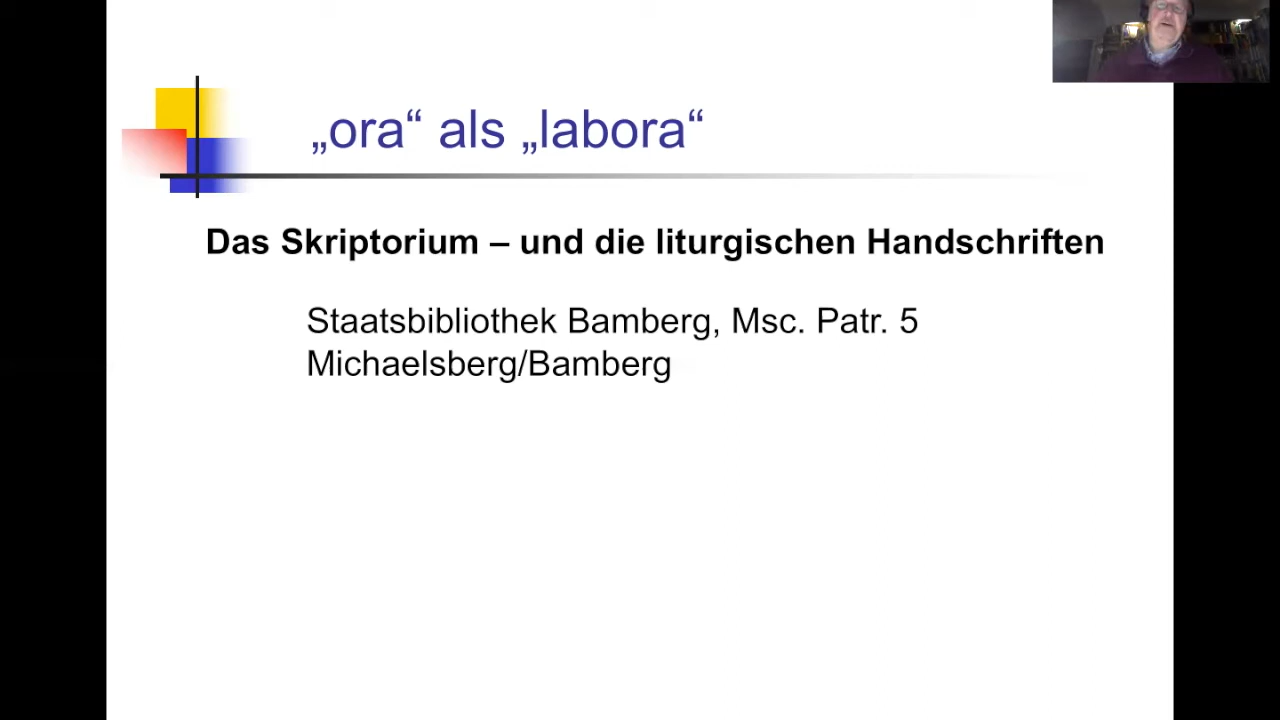 „ora“ als „labora“
Das Skriptorium – und die liturgischen Handschriften
Staatsbibliothek Bamberg, Msc. Patr. 5
Michaelsberg/Bamberg